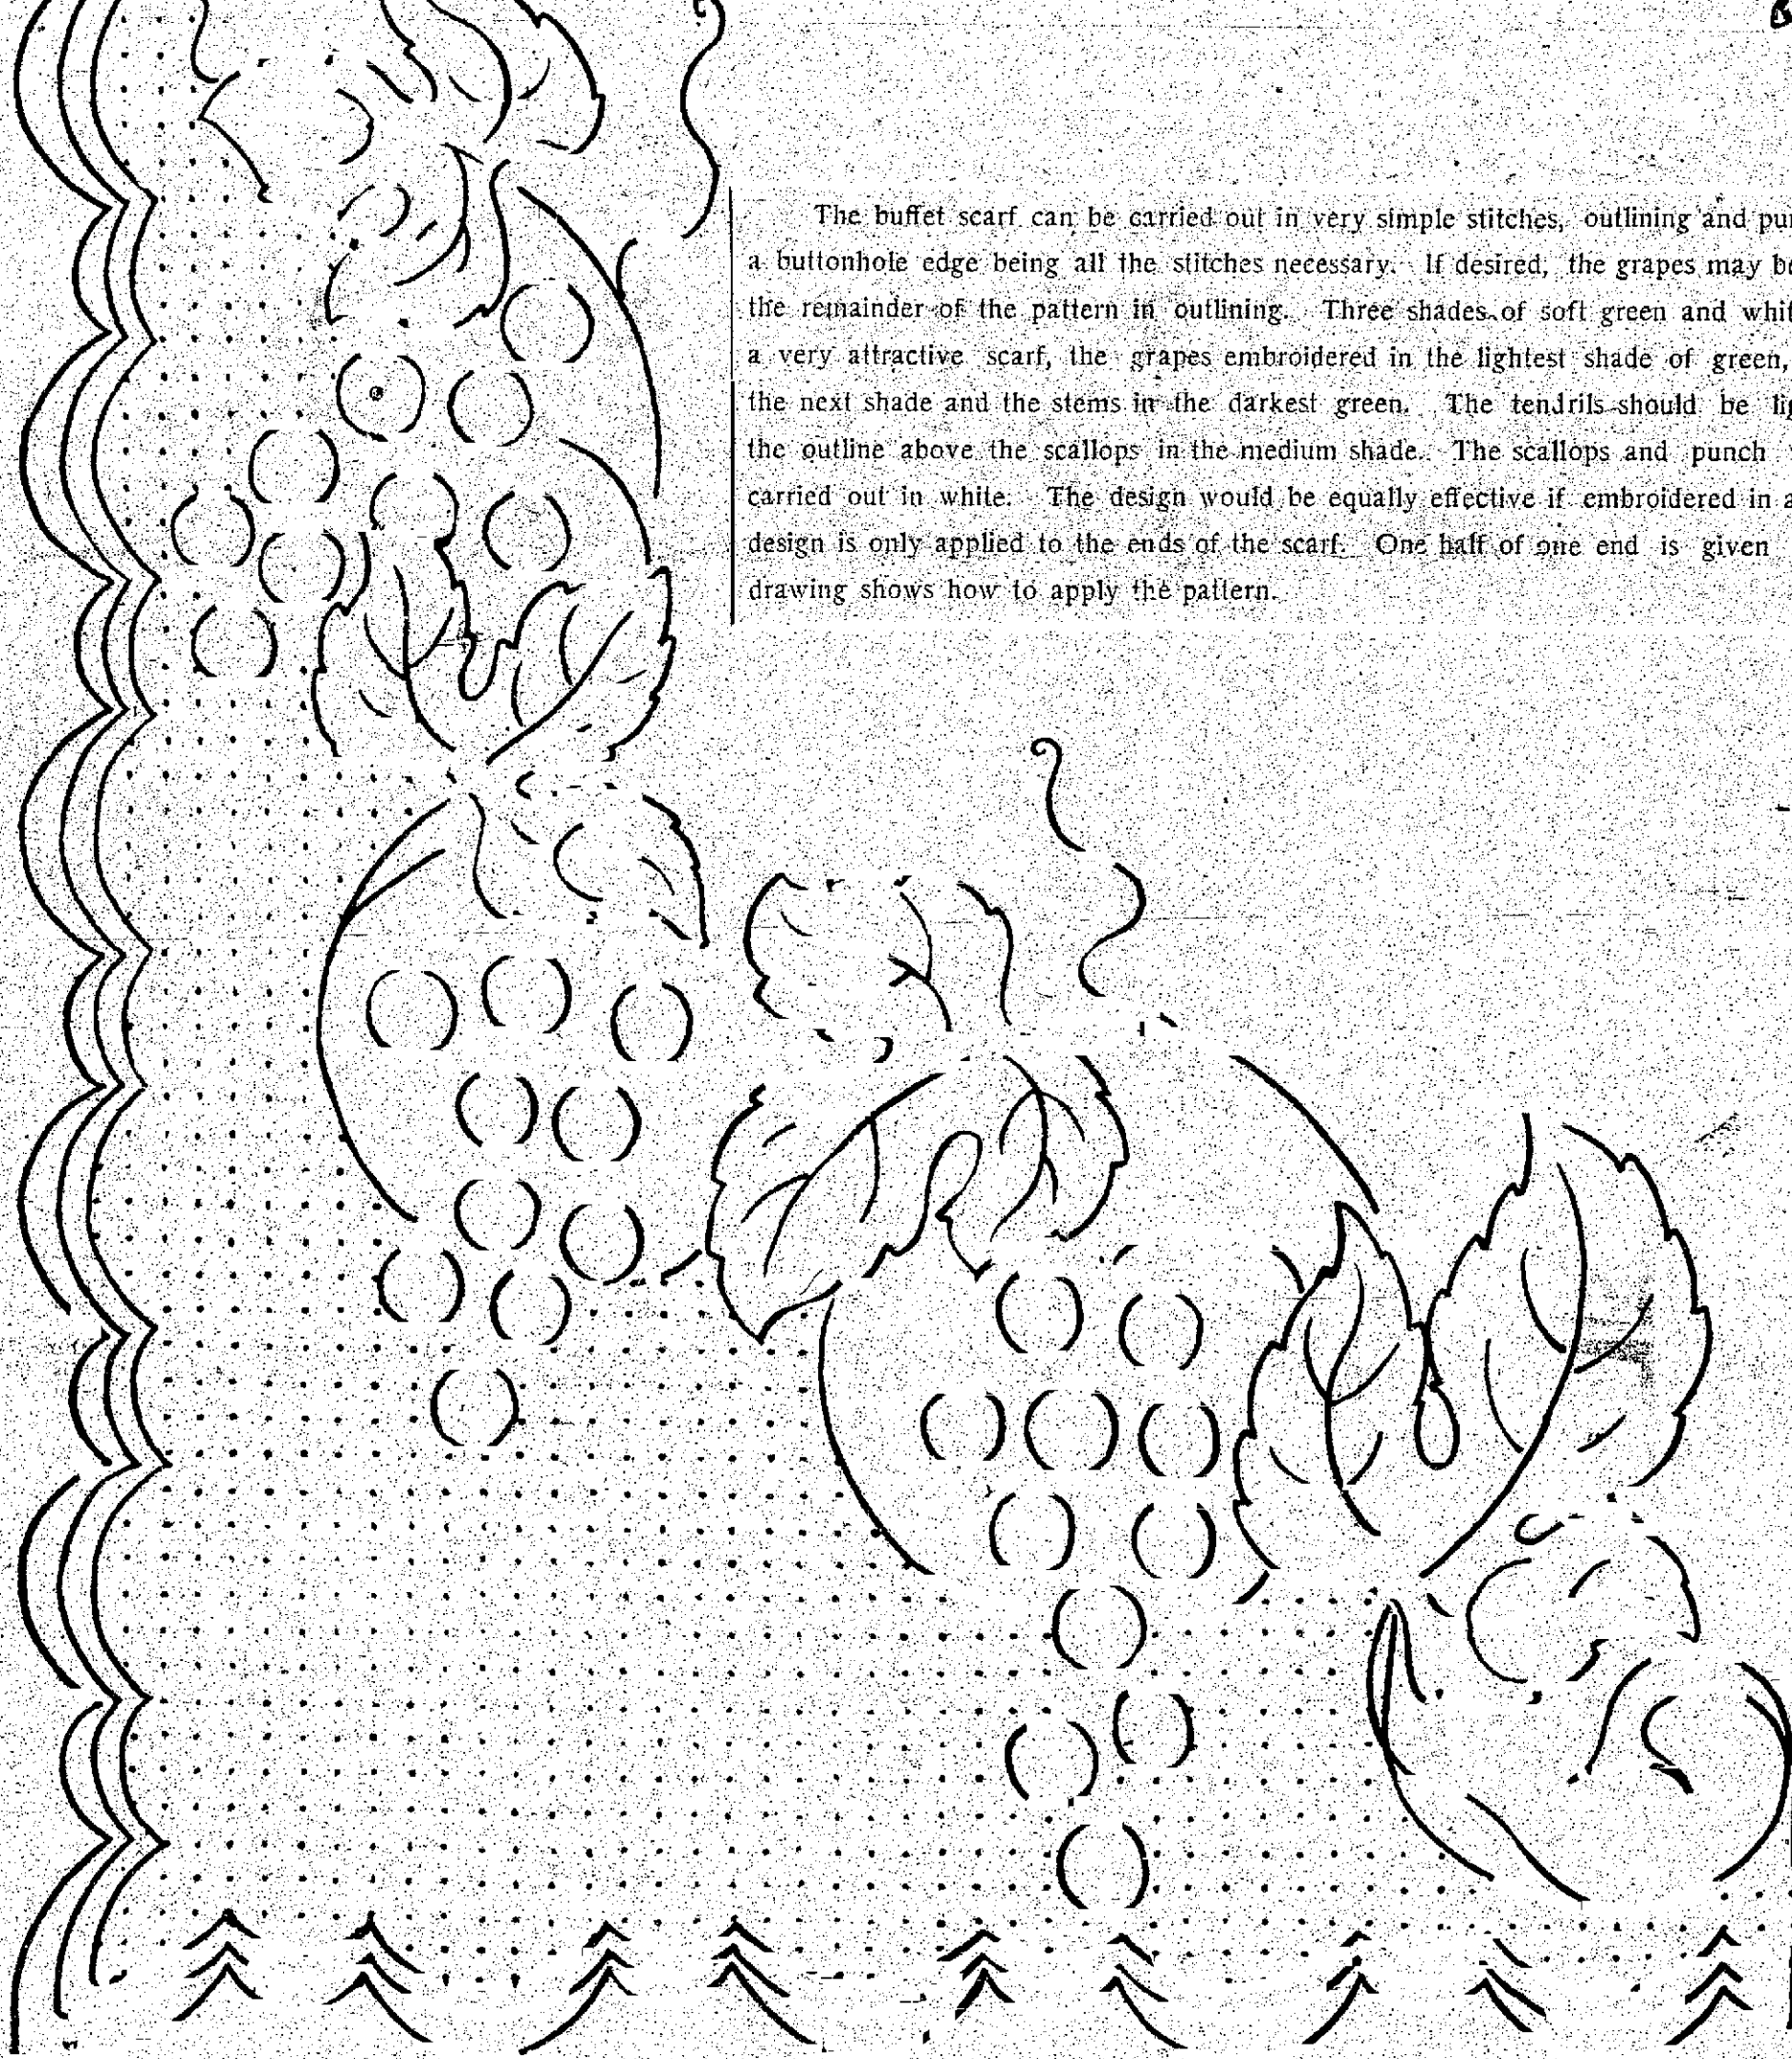 The buffet scarf can be carried out in very simple stitches, outlining and
a buttonhole edge being all the stitches necessary. If desired, the grapes may
the remainder of the pattern in outlining. Three shades of soft green and
a very attractive scarf, the grapes embroidered in the lightest shade of green,
the next shade and the stems in the darkest green. The tendrils should be
the outline above the scallops in the medium shade. The scallops and punch
carried out in white. The design would be equally effective if embroidered in
design is only applied to the ends of the scarf. One half of one end is given
drawing shows how to apply the pattern.